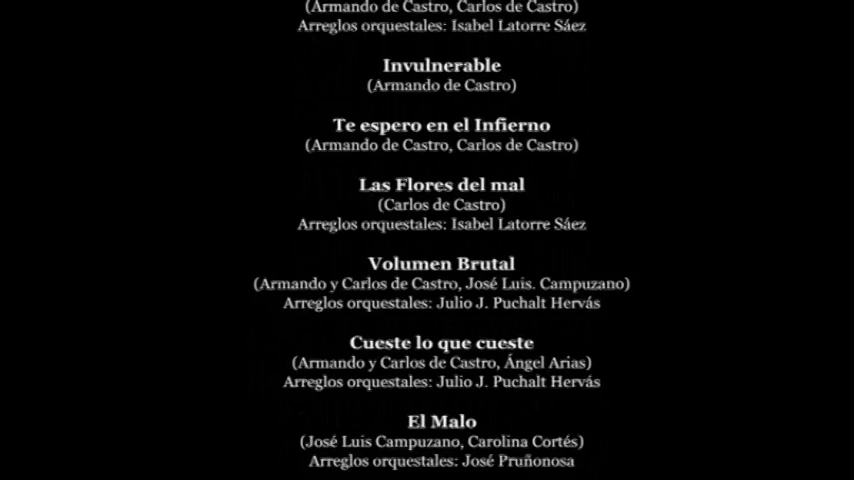 (Armando de Castro, Carlos de Castro)
Arreglos orquestales: Isabel Latorre Sáez
Invulnerable
(Armando de Castro)
Te espero en el Infierno
(Armando de Castro, Carlos de Castro)
Las Flores del mal
(Carlos de Castro)
Arreglos orquestales: Isabel Latorre Sáez
Volumen Brutal
(Armando y Carlos de Castro, José Luis. Campuzano)
Arreglos orquestales: Julio J. Puchalt Hervás
Cueste lo que cueste
(Armando y Carlos de Castro, Ángel Arias)
Arreglos orquestales: Julio J. Puchalt Hervás
El Malo
(José Luis Campuzano, Carolina Cortés)
Arreglos orquestales: José Pruñonosa